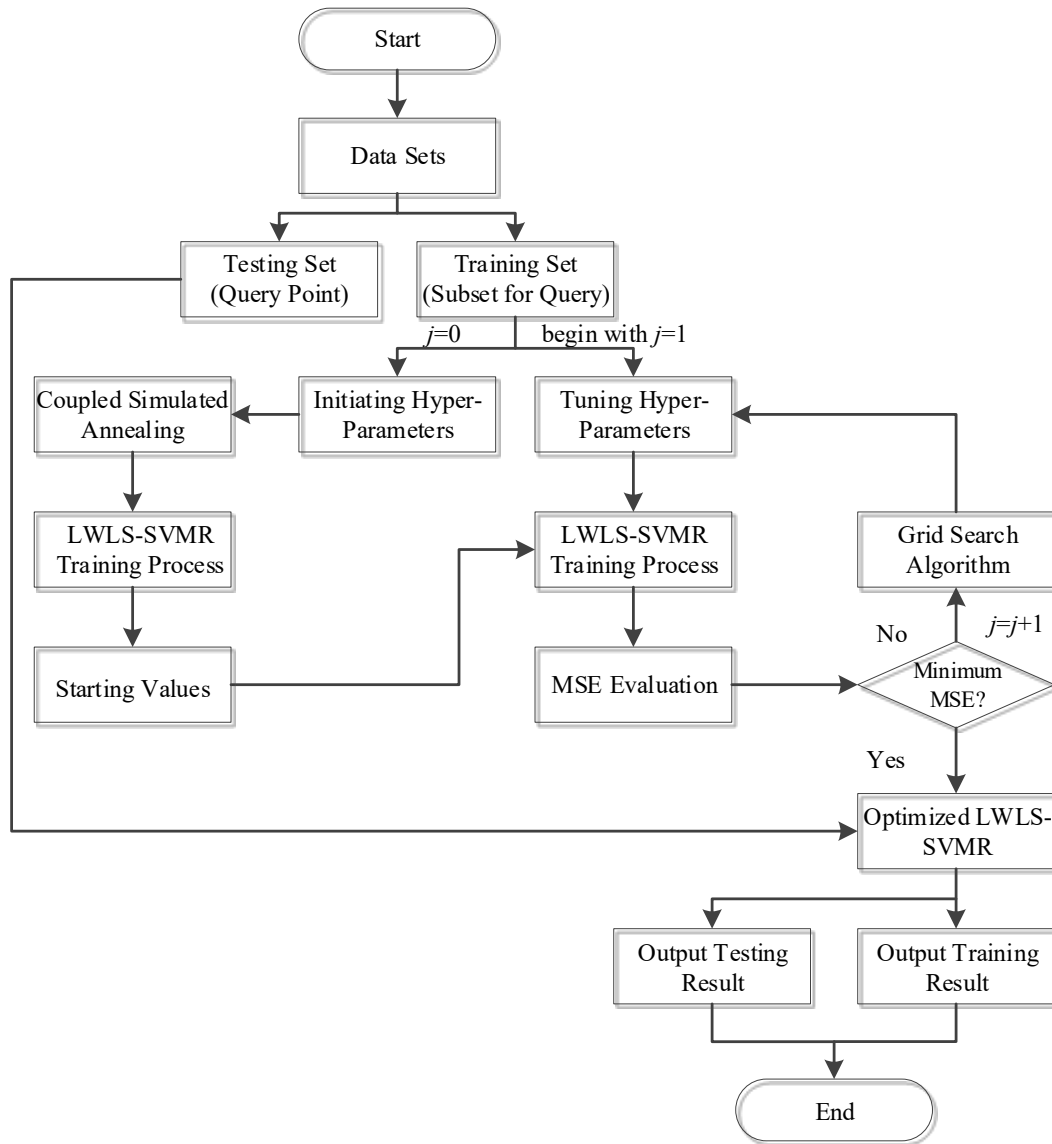 Start
Data Sets
Testing Set
(Query Point)
Training Set
(Subset for Query)
j=0
begin with j=1
Coupled Simulated
Annealing
Initiating Hyper-
Parameters
Tuning Hyper-
Parameters
LWLS-SVMR
Training Process
LWLS-SVMR
Training Process
Grid Search
Algorithm
No
j=j+1
Starting Values
MSE Evaluation
Minimum
MSE?
Yes
Optimized LWLS-
SVMR
Output Testing
Result
Output Training
Result
End